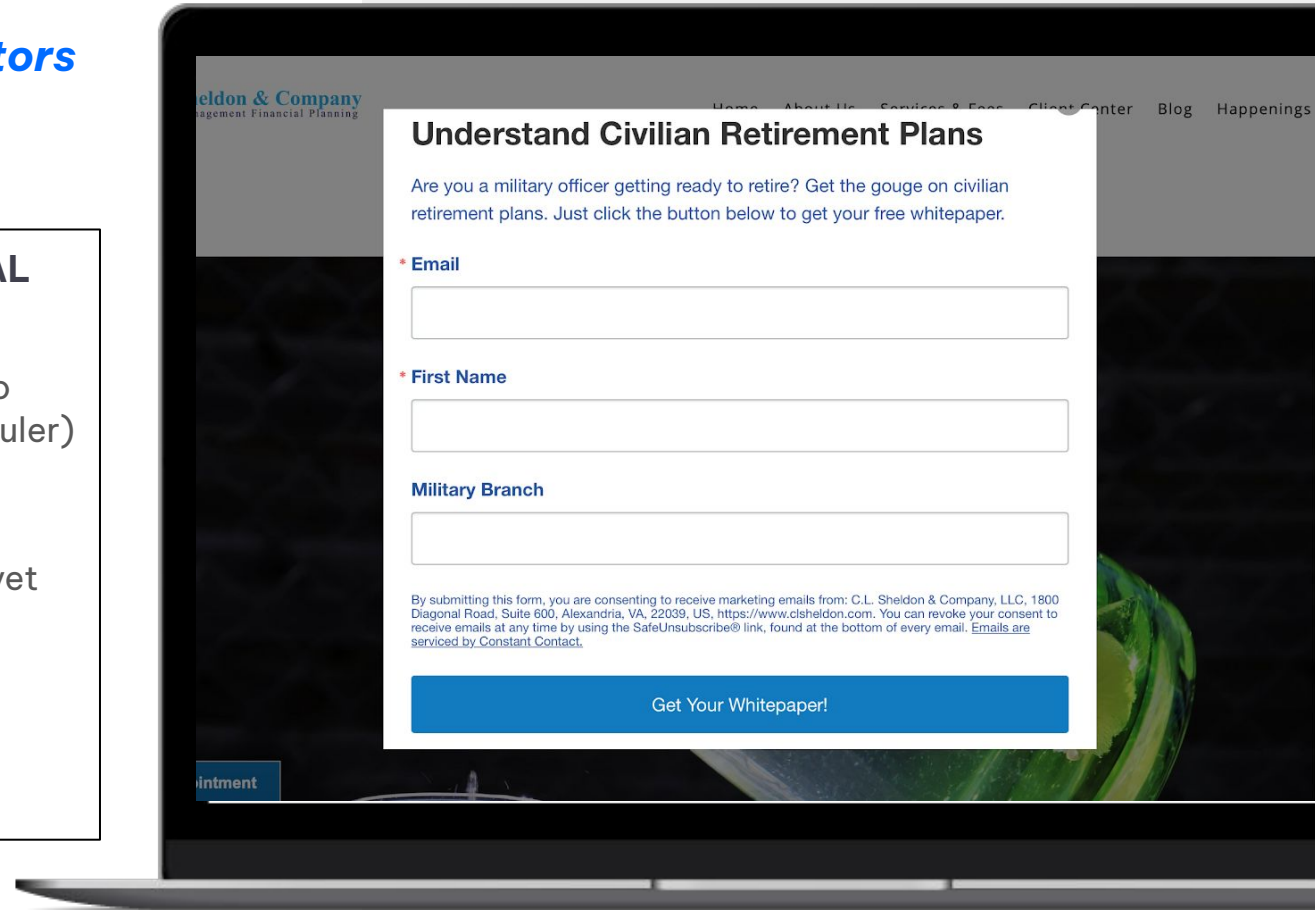 tors
AL
uler)
yet
eldon & Company
nagement Financial Planning
Home About Us Services & Fees Client Center Blog Happenings
Understand Civilian Retirement Plans
Are you a military officer getting ready to retire? Get the gouge on civilian
retirement plans. Just click the button below to get your free whitepaper.
* Email
* First Name
Military Branch
By submitting this form, you are consenting to receive marketing emails from: C.L. Sheldon & Company, LLC, 1800
Diagonal Road, Suite 600, Alexandria, VA, 22039, US, https://www.clsheldon.com. You can revoke your consent to
receive emails at any time by using the SafeUnsubscribe® link, found at the bottom of every email. Emails are
serviced by Constant Contact.
Get Your Whitepaper!
ointment